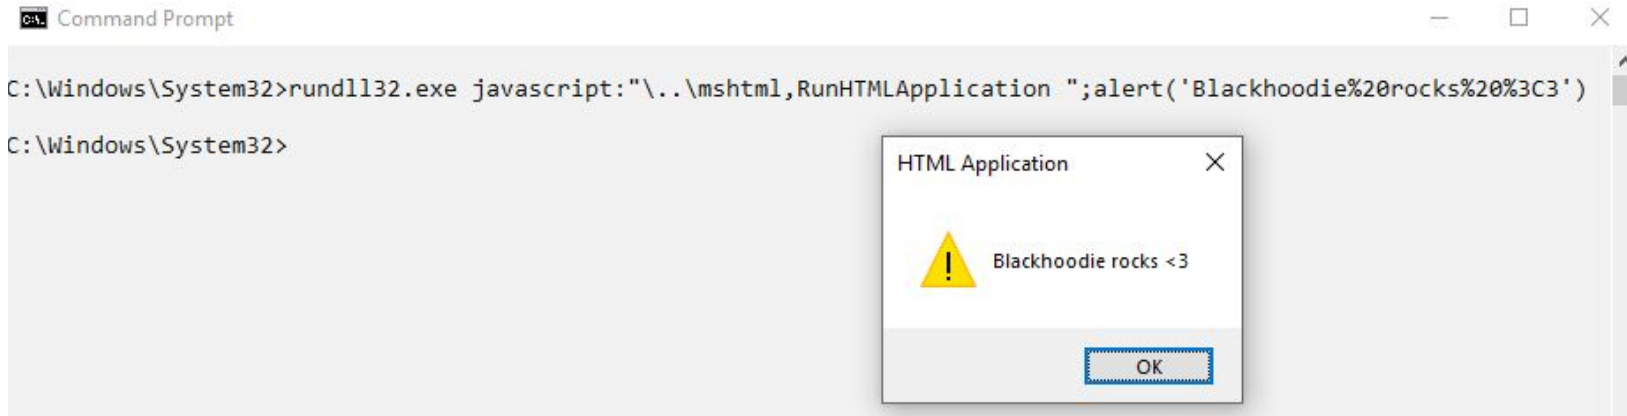 Command Prompt
C:\Windows\System32>rundll32.exe javascript:"\..\mshtml,RunHTMLApplication ";alert('Blackhoodie%20rocks%20%3C3')
C:\Windows\System32>
HTML Application
Blackhoodie rocks <3
OK